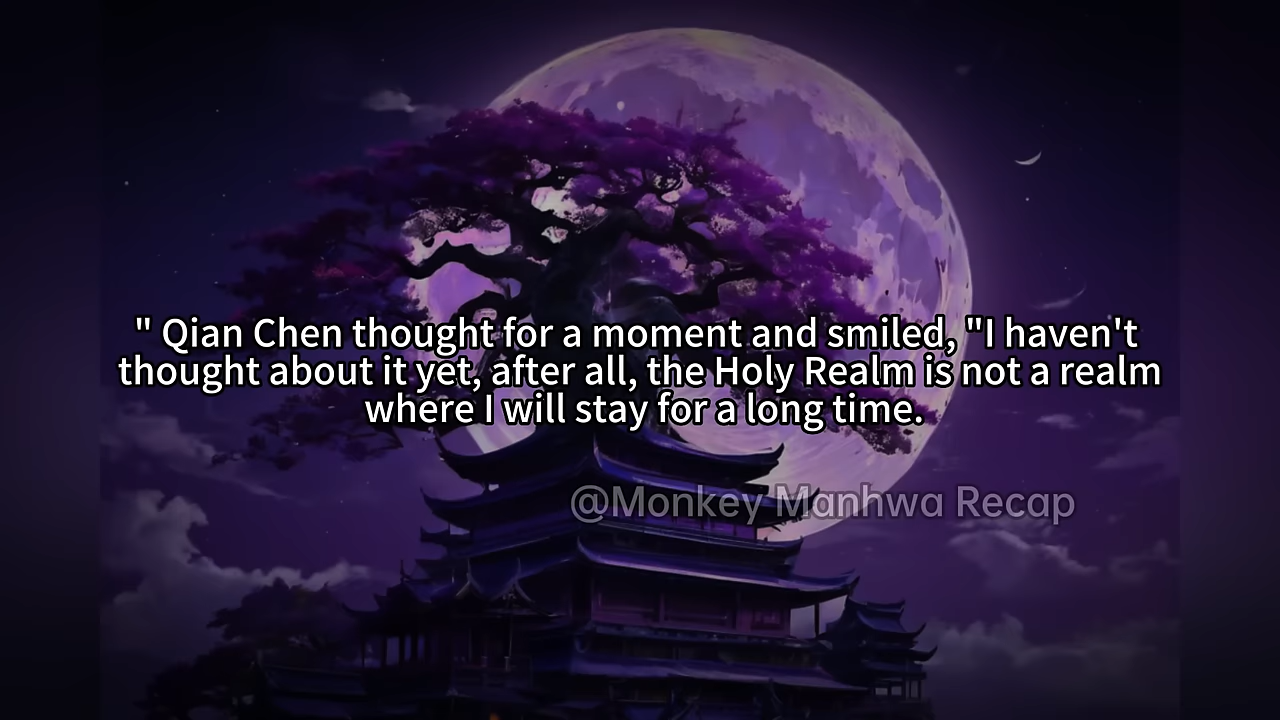 " Qian Chen thought for a moment and smiled, "I haven't
thought about it yet, after all, the Holy Realm is not a realm
where I will stay for a long time.
@Monkey Manhwa Recap